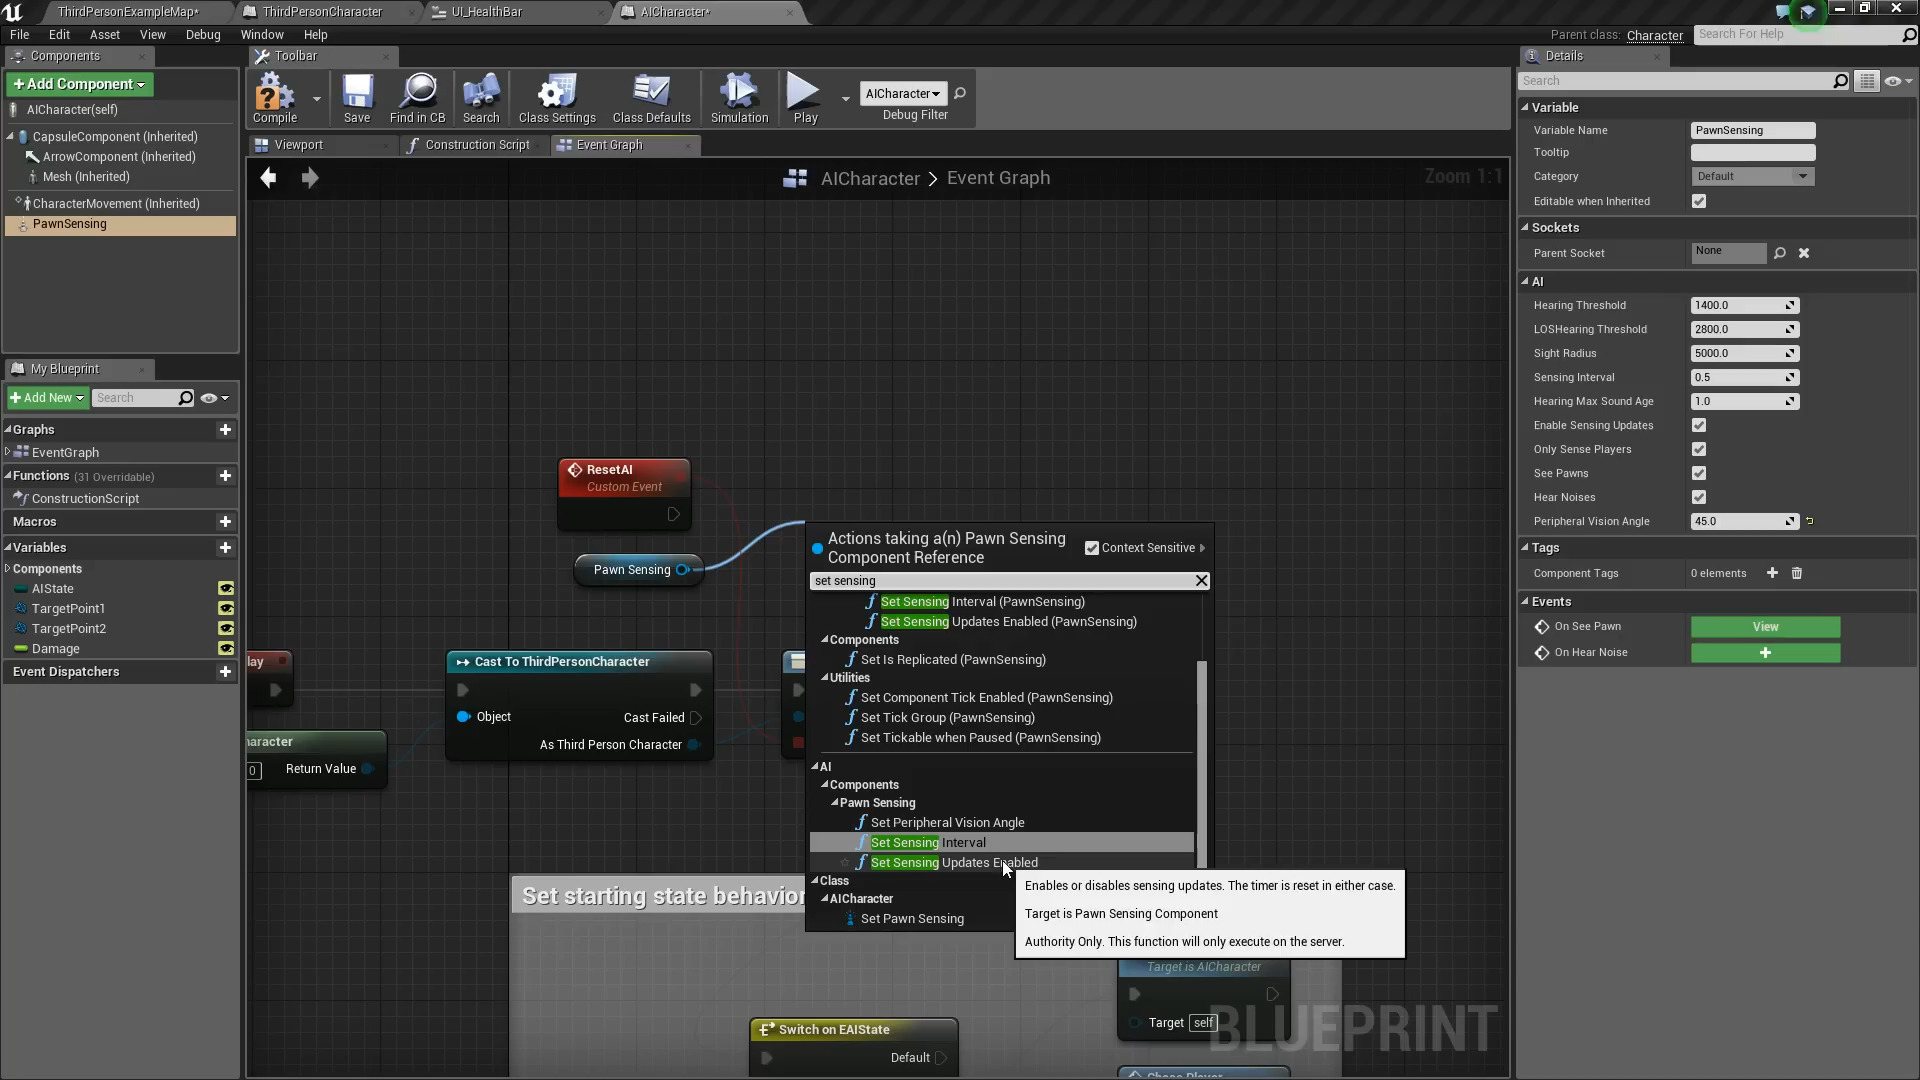 ThirdPersonExampleMap*
ThirdPersonCharacter
UI_HealthBar
AICharacter*
File Edit Asset View Debug Window Help
Parent class: Character
Search For Help
Components
+Add Component
AICharacter(self)
CapsuleComponent (Inherited)
ArrowComponent (Inherited)
Mesh (Inherited)
CharacterMovement (Inherited)
PawnSensing
Toolbar
Compile
Save
Find in CB
Search
Class Settings
Class Defaults
Simulation
Play
AICharacter
Debug Filter
Viewport
Construction Script
Event Graph
AICharacter > Event Graph
Zoom 1:1
My Blueprint
+Add New
Search
Graphs
EventGraph
Functions (31 Overridable)
ConstructionScript
Macros
Variables
Components
AIState
TargetPoint1
TargetPoint2
Damage
Event Dispatchers
ResetAI
Custom Event
Pawn Sensing
lay
Cast To ThirdPersonCharacter
Object
Cast Failed
As Third Person Character
haracter
0
Return Value
Actions taking a(n) Pawn Sensing
Component Reference
Context Sensitive
set sensing
Set Sensing Interval (PawnSensing)
Set Sensing Updates Enabled (PawnSensing)
Components
Set Is Replicated (PawnSensing)
Utilities
Set Component Tick Enabled (PawnSensing)
Set Tick Group (PawnSensing)
Set Tickable when Paused (PawnSensing)
AI
Components
Pawn Sensing
Set Peripheral Vision Angle
Set Sensing Interval
Set Sensing Updates Enabled
Class
AICharacter
Set Pawn Sensing
Enables or disables sensing updates. The timer is reset in either case.
Target is Pawn Sensing Component
Authority Only. This function will only execute on the server.
Set starting state behavior
Target is AICharacter
Target self
Switch on EAIState
Default
BLUEPRINT
Chase Player
Details
Search
Variable
Variable Name PawnSensing
Tooltip
Category Default
Editable when Inherited
Sockets
Parent Socket None
AI
Hearing Threshold 1400.0
LOSHearing Threshold 2800.0
Sight Radius 5000.0
Sensing Interval 0.5
Hearing Max Sound Age 1.0
Enable Sensing Updates
Only Sense Players
See Pawns
Hear Noises
Peripheral Vision Angle 45.0
Tags
Component Tags 0 elements
Events
On See Pawn View
On Hear Noise +